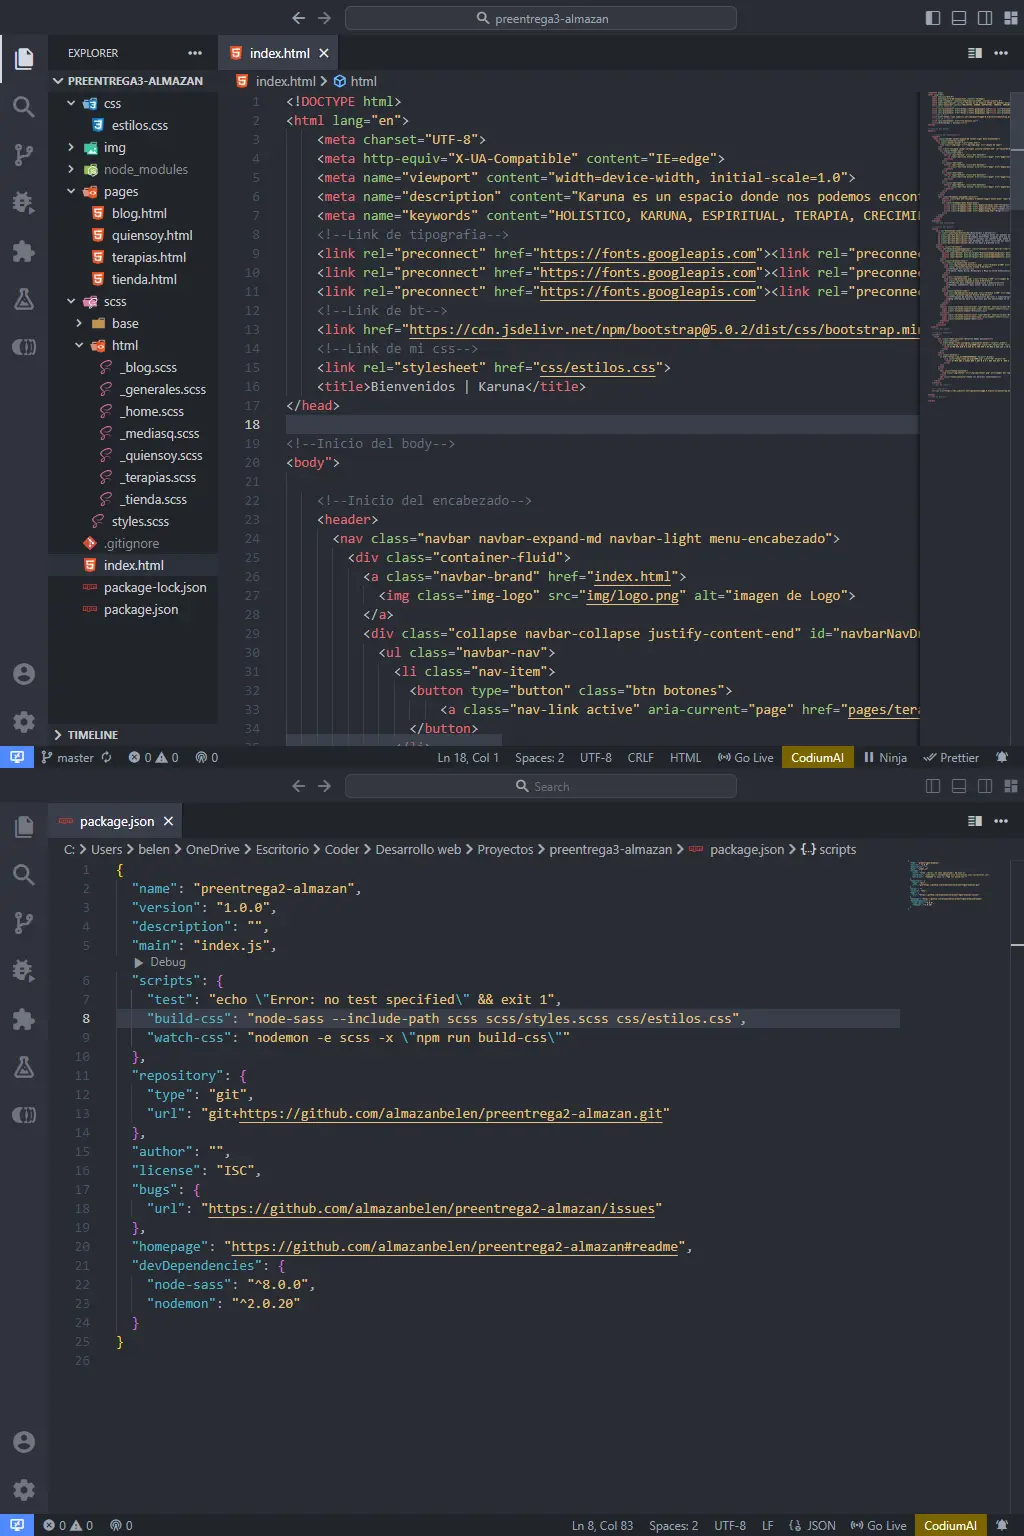 preentrega3-almazan
EXPLORER
index.html
PREENTREGA3-ALMAZAN
css
estilos.css
img
node_modules
pages
blog.html
quiensoy.html
terapias.html
tienda.html
scss
base
html
_blog.scss
_generales.scss
_home.scss
_mediasq.scss
_quiensoy.scss
_terapias.scss
_tienda.scss
styles.scss
.gitignore
index.html
package-lock.json
package.json
TIMELINE
index.html > html
1 <!DOCTYPE html>
2 <html lang="en">
3 <meta charset="UTF-8">
4 <meta http-equiv="X-UA-Compatible" content="IE=edge">
5 <meta name="viewport" content="width=device-width, initial-scale=1.0">
6 <meta name="description" content="Karuna es un espacio donde nos podemos encont
7 <meta name="keywords" content="HOLISTICO, KARUNA, ESPIRITUAL, TERAPIA, CRECIMI
8 <!--Link de tipografia-->
9 <link rel="preconnect" href="https://fonts.googleapis.com"><link rel="preconne
10 <link rel="preconnect" href="https://fonts.googleapis.com"><link rel="preconne
11 <link rel="preconnect" href="https://fonts.googleapis.com"><link rel="preconne
12 <!--Link de bt-->
13 <link href="https://cdn.jsdelivr.net/npm/bootstrap@5.0.2/dist/css/bootstrap.mi
14 <!--Link de mi css-->
15 <link rel="stylesheet" href="css/estilos.css">
16 <title>Bienvenidos | Karuna</title>
17 </head>
18
19 <!--Inicio del body-->
20 <body">
21
22 <!--Inicio del encabezado-->
23 <header>
24 <nav class="navbar navbar-expand-md navbar-light menu-encabezado">
25 <div class="container-fluid">
26 <a class="navbar-brand" href="index.html">
27 <img class="img-logo" src="img/logo.png" alt="imagen de Logo">
28 </a>
29 <div class="collapse navbar-collapse justify-content-end" id="navbarNavDr
30 <ul class="navbar-nav">
31 <li class="nav-item">
32 <button type="button" class="btn botones">
33 <a class="nav-link active" aria-current="page" href="pages/tera
34 </button>
master 0 0 0 Ln 18, Col 1 Spaces: 2 UTF-8 CRLF HTML Go Live CodiumAI Ninja Prettier
Search
package.json
C: > Users > belen > OneDrive > Escritorio > Coder > Desarrollo web > Proyectos > preentrega3-almazan > package.json > {} scripts
1 {
2 "name": "preentrega2-almazan",
3 "version": "1.0.0",
4 "description": "",
5 "main": "index.js",
Debug
6 "scripts": {
7 "test": "echo \"Error: no test specified\" && exit 1",
8 "build-css": "node-sass --include-path scss scss/styles.scss css/estilos.css",
9 "watch-css": "nodemon -e scss -x \"npm run build-css\""
10 },
11 "repository": {
12 "type": "git",
13 "url": "git+https://github.com/almazanbelen/preentrega2-almazan.git"
14 },
15 "author": "",
16 "license": "ISC",
17 "bugs": {
18 "url": "https://github.com/almazanbelen/preentrega2-almazan/issues"
19 },
20 "homepage": "https://github.com/almazanbelen/preentrega2-almazan#readme",
21 "devDependencies": {
22 "node-sass": "^8.0.0",
23 "nodemon": "^2.0.20"
24 }
25 }
26
0 0 0 Ln 8, Col 83 Spaces: 2 UTF-8 LF {} JSON Go Live CodiumAI